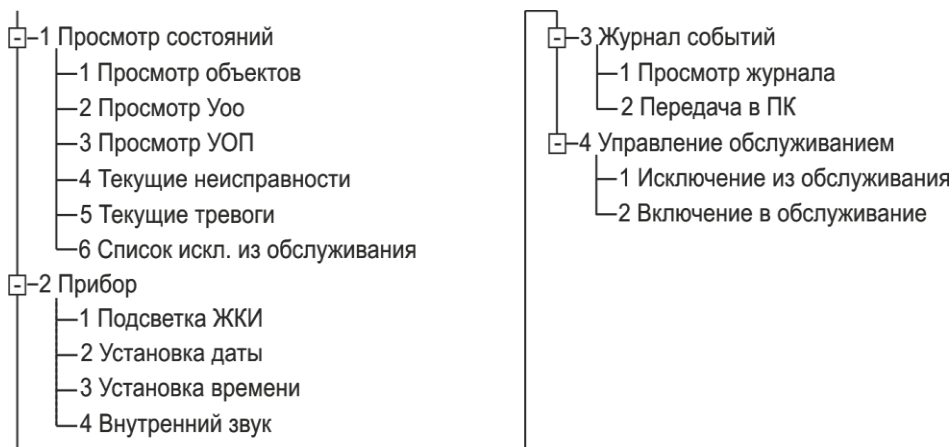 1 Просмотр состояний
1 Просмотр объектов
2 Просмотр Уоо
3 Просмотр УОП
4 Текущие неисправности
5 Текущие тревоги
6 Список искл. из обслуживания
2 Прибор
1 Подсветка ЖКИ
2 Установка даты
3 Установка времени
4 Внутренний звук
3 Журнал событий
1 Просмотр журнала
2 Передача в ПК
4 Управление обслуживанием
1 Исключение из обслуживания
2 Включение в обслуживание